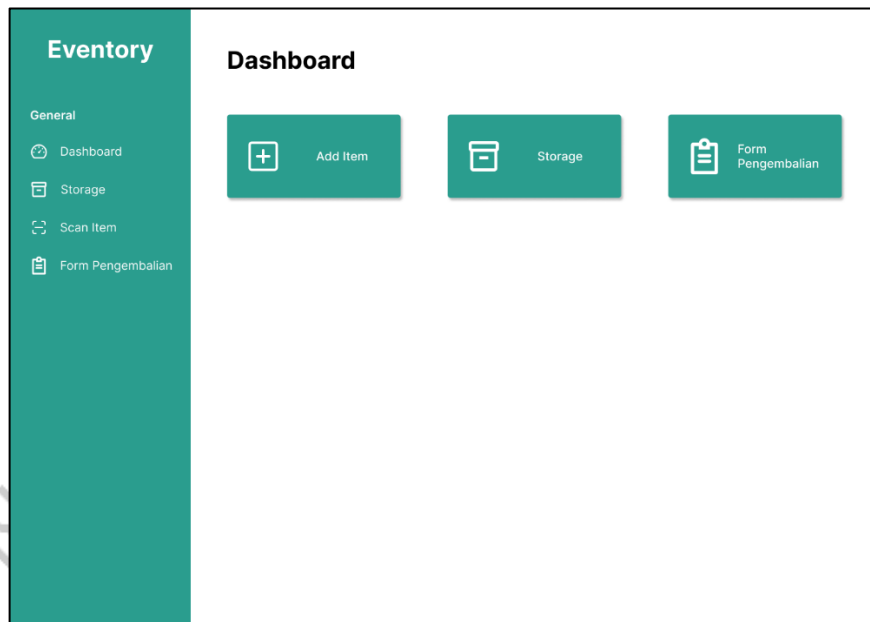 Eventory
General
Dashboard
Storage
Scan Item
Form Pengembalian
Dashboard
Add Item
Storage
Form
Pengembalian